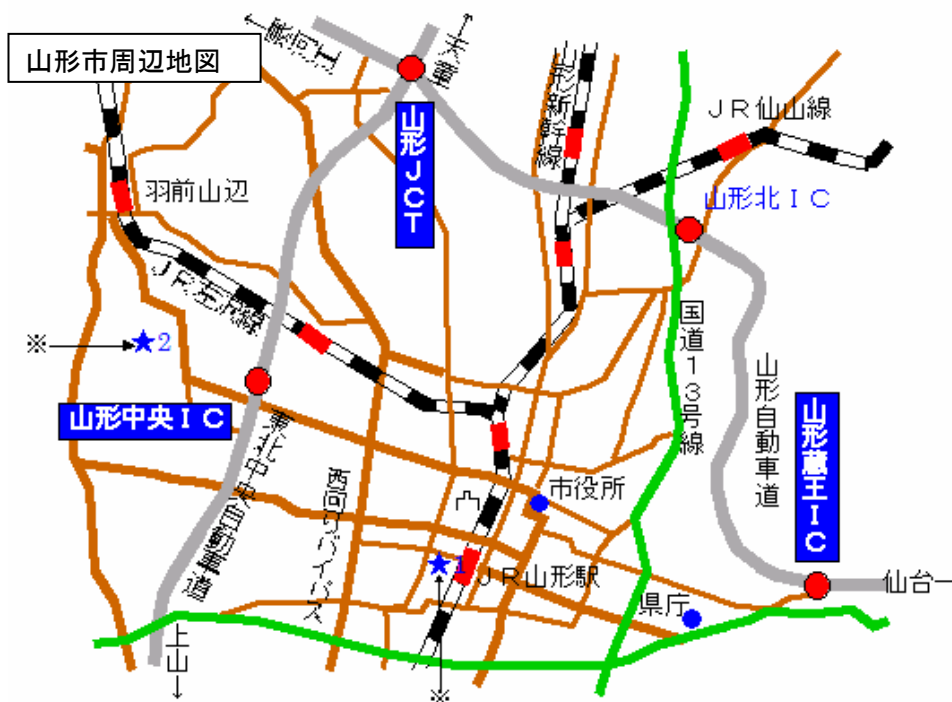 山形市周辺地図
←寒河江
→天童
山形新幹線
JR仙山線
山形JCT
羽前山辺
山形北IC
JR左沢線
国道13号線
※
★2
山形自動車道
山形中央IC
山形蔵王IC
東北中央自動車道
西回りバイパス
凸
市役所
★1
JR山形駅
仙台
県庁
上山→
※